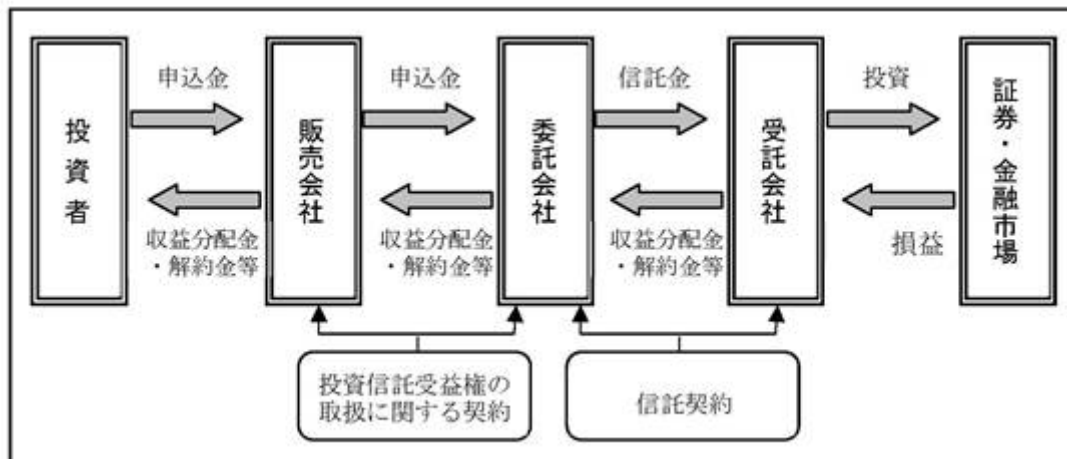 投資者
申込金
収益分配金
・解約金等
販売会社
申込金
収益分配金
・解約金等
委託会社
信託金
収益分配金
・解約金等
受託会社
投資
損益
証券・金融市場
投資信託受益権の
取扱に関する契約
信託契約